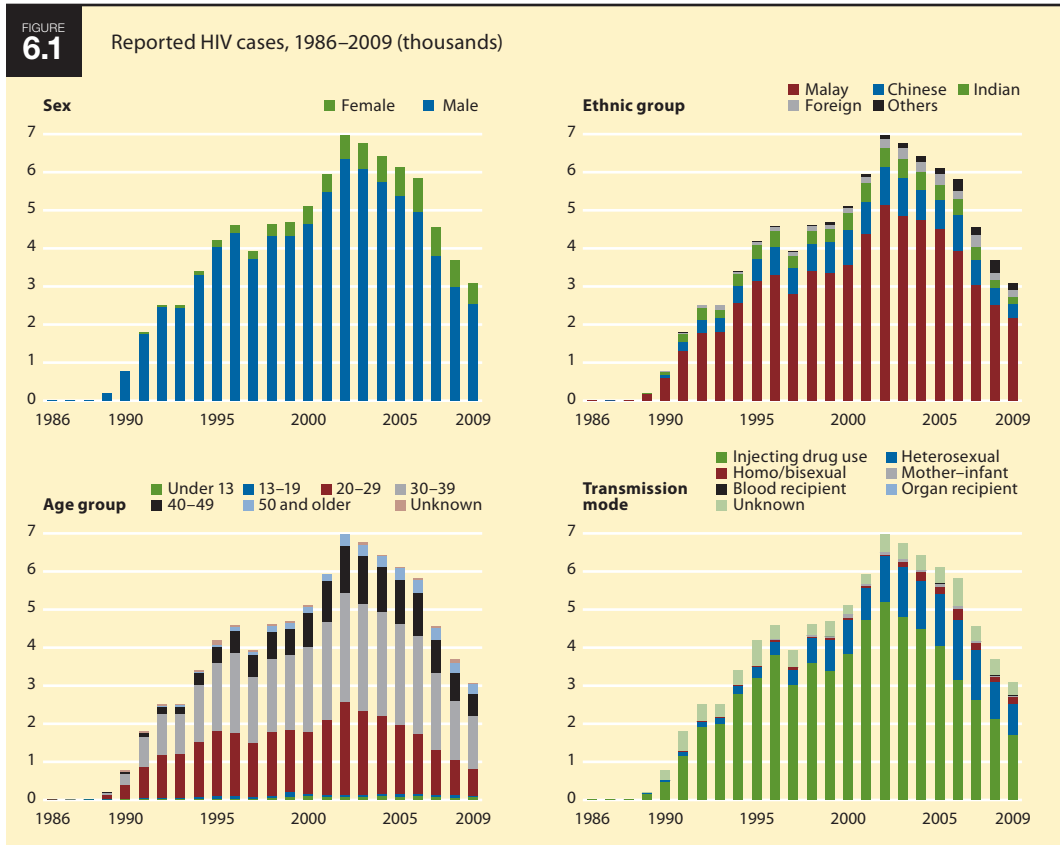 FIGURE
6.1
Reported HIV cases, 1986–2009 (thousands)
Sex
Female Male
7
6
5
4
3
2
1
0
1986 1990 1995 2000 2005 2009
Ethnic group
Malay Chinese Indian
Foreign Others
7
6
5
4
3
2
1
0
1986 1990 1995 2000 2005 2009
Age group
Under 13 13–19 20–29 30–39
40–49 50 and older Unknown
7
6
5
4
3
2
1
0
1986 1990 1995 2000 2005 2009
Transmission
mode
Injecting drug use Heterosexual
Homo/bisexual Mother–infant
Blood recipient Organ recipient
Unknown
7
6
5
4
3
2
1
0
1986 1990 1995 2000 2005 2009